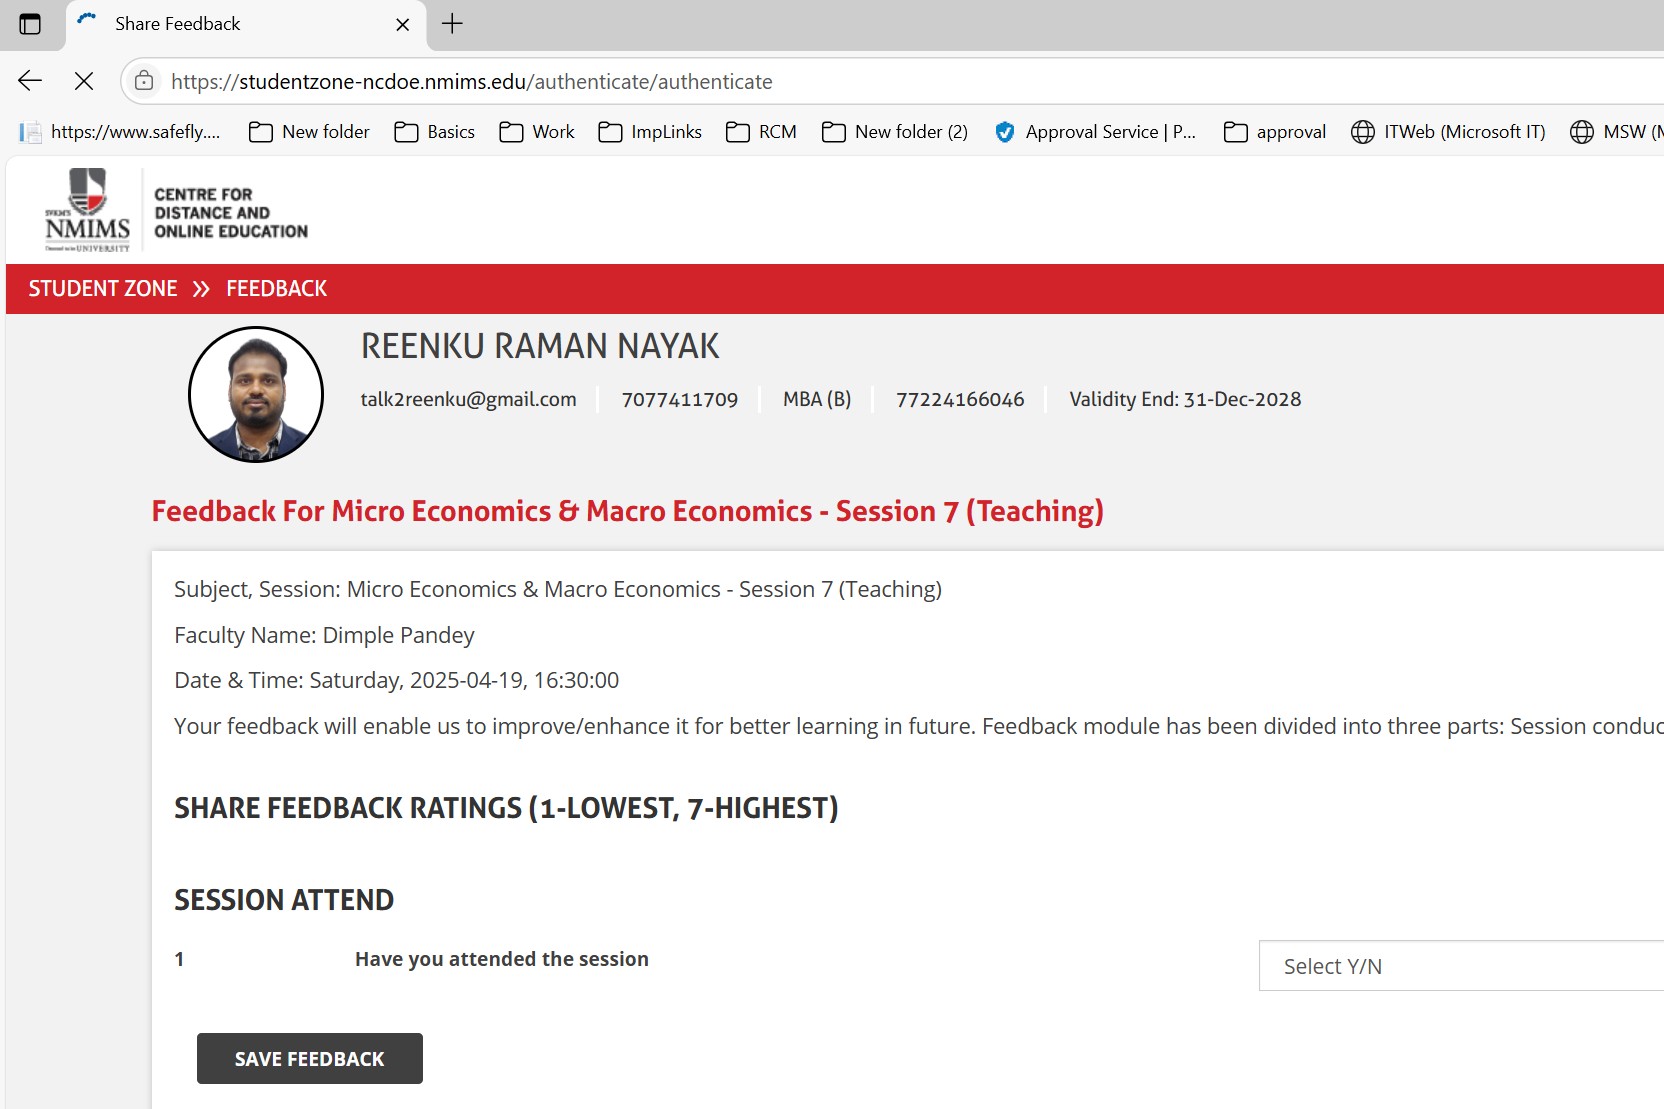 Share Feedback
https://studentzone-ncdoe.nmims.edu/authenticate/authenticate
https://www.safefly.... New folder Basics Work ImpLinks RCM New folder (2) Approval Service | P... approval ITWeb (Microsoft IT) MSW (M
SVKM'S
NMIMS
Deemed to be UNIVERSITY
CENTRE FOR
DISTANCE AND
ONLINE EDUCATION
STUDENT ZONE » FEEDBACK
REENKU RAMAN NAYAK
talk2reenku@gmail.com 7077411709 MBA (B) 77224166046 Validity End: 31-Dec-2028
Feedback For Micro Economics & Macro Economics - Session 7 (Teaching)
Subject, Session: Micro Economics & Macro Economics - Session 7 (Teaching)
Faculty Name: Dimple Pandey
Date & Time: Saturday, 2025-04-19, 16:30:00
Your feedback will enable us to improve/enhance it for better learning in future. Feedback module has been divided into three parts: Session conduc
SHARE FEEDBACK RATINGS (1-LOWEST, 7-HIGHEST)
SESSION ATTEND
1 Have you attended the session Select Y/N
SAVE FEEDBACK